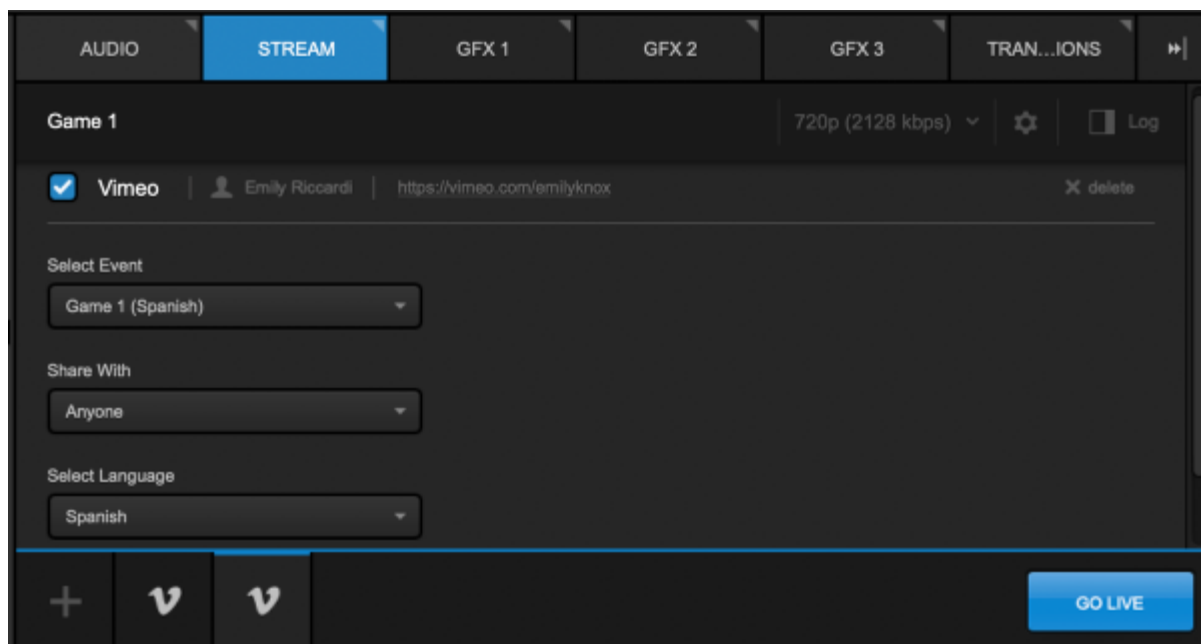 AUDIO STREAM GFX 1 GFX 2 GFX 3 TRAN...IONS
Game 1 720p (2128 kbps) Log
Vimeo Emily Riccardi https://vimeo.com/emilyknox delete
Select Event
Game 1 (Spanish)
Share With
Anyone
Select Language
Spanish
GO LIVE